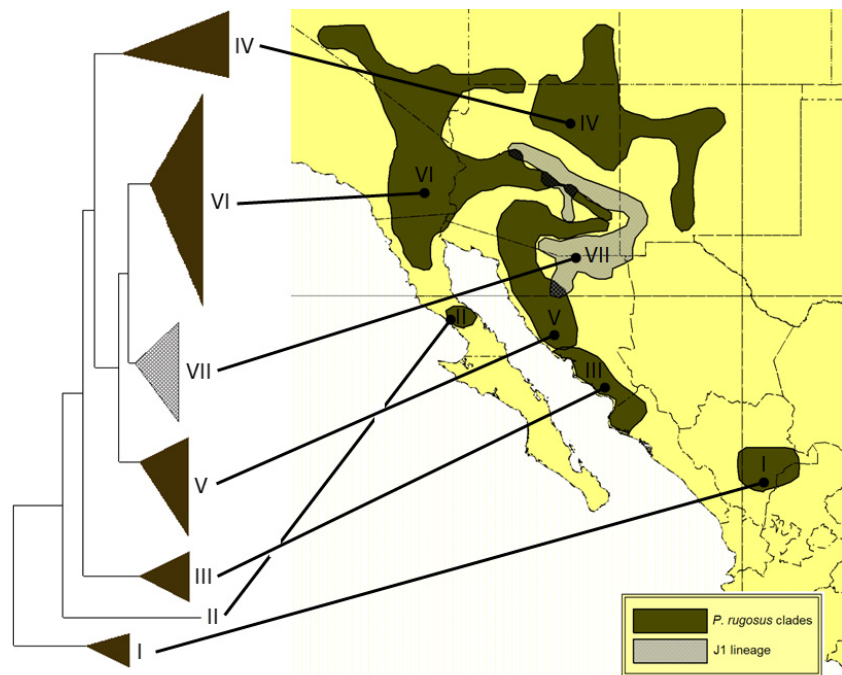 IV
VI
VII
V
III
II
I
IV
VI
VII
II
V
III
I
P. rugosus clades
J1 lineage